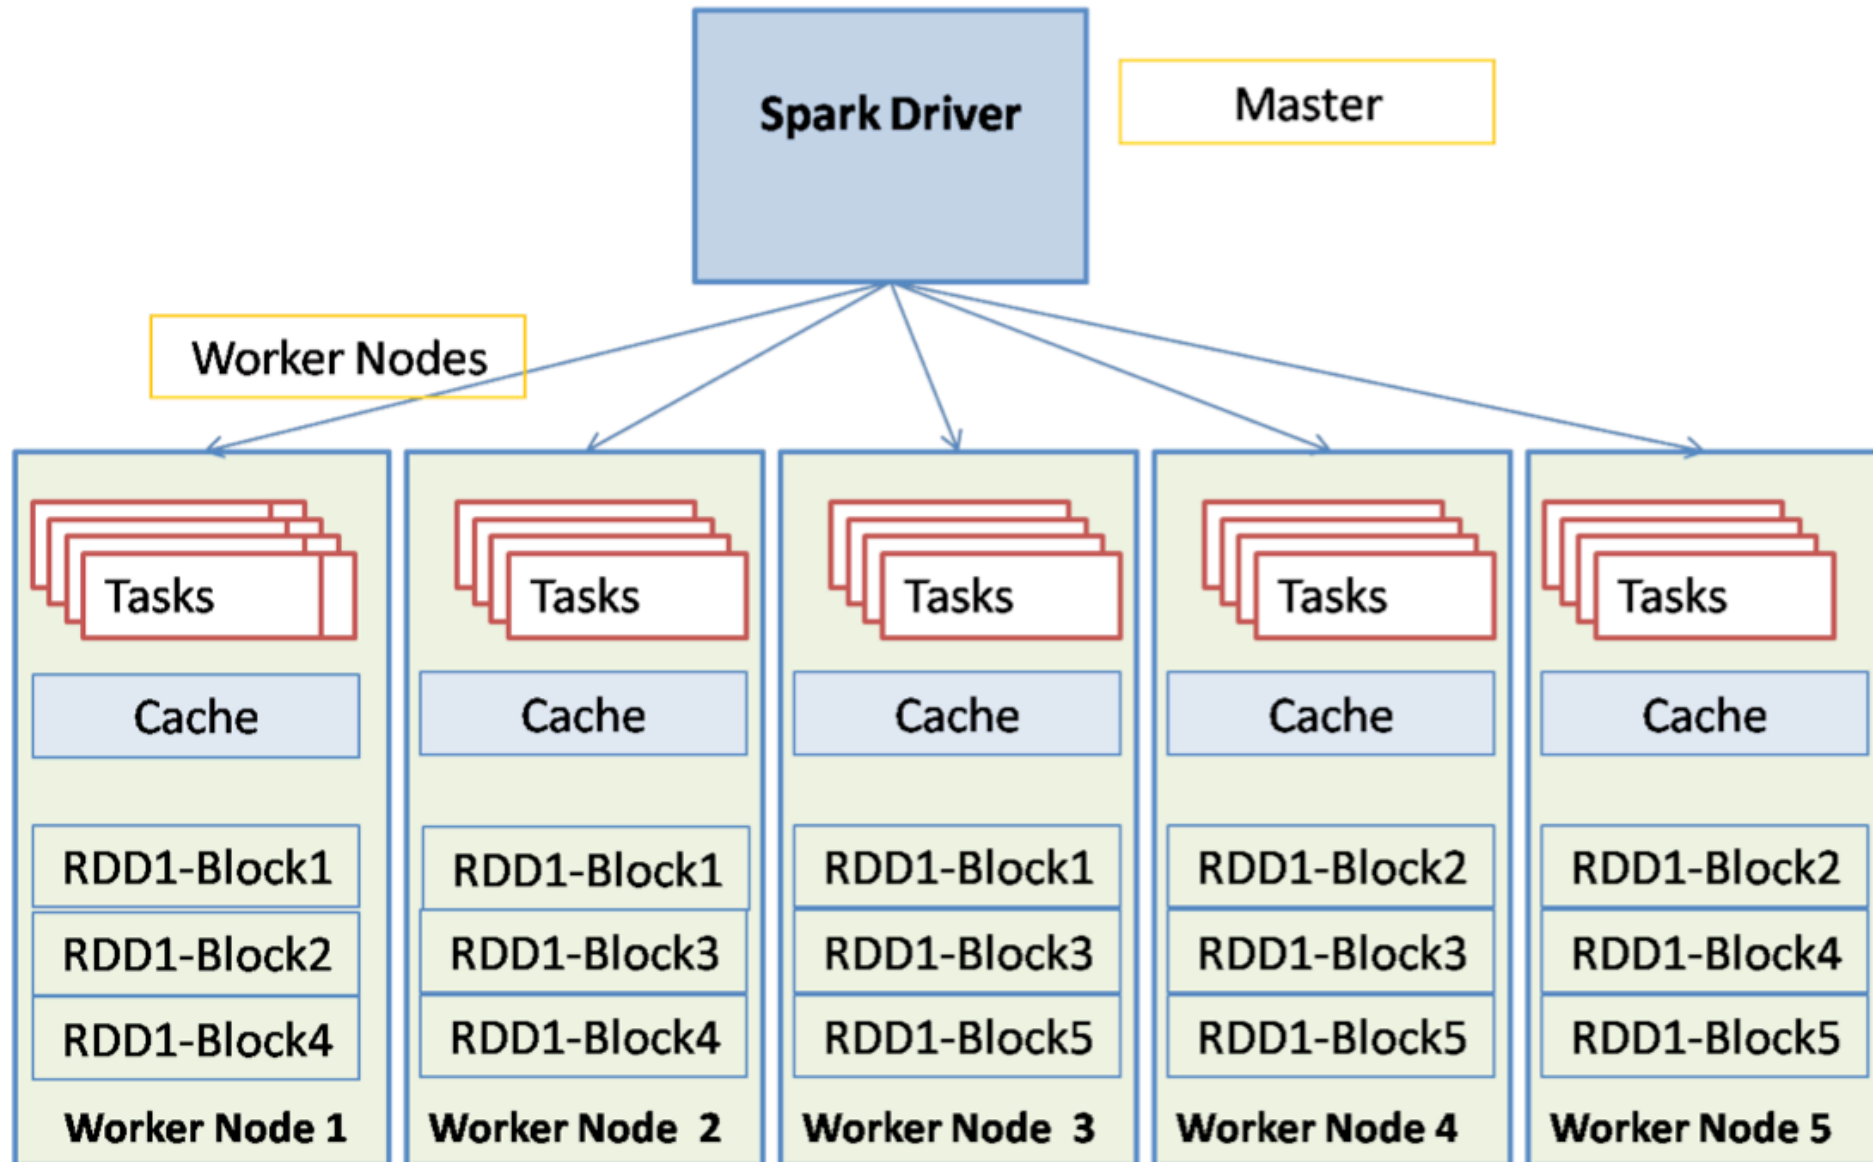 Spark Driver
Master
Worker Nodes
Tasks
Tasks
Tasks
Tasks
Tasks
Cache
Cache
Cache
Cache
Cache
RDD1-Block1
RDD1-Block1
RDD1-Block1
RDD1-Block2
RDD1-Block2
RDD1-Block2
RDD1-Block3
RDD1-Block3
RDD1-Block3
RDD1-Block4
RDD1-Block4
RDD1-Block4
RDD1-Block5
RDD1-Block5
RDD1-Block5
Worker Node 1
Worker Node 2
Worker Node 3
Worker Node 4
Worker Node 5